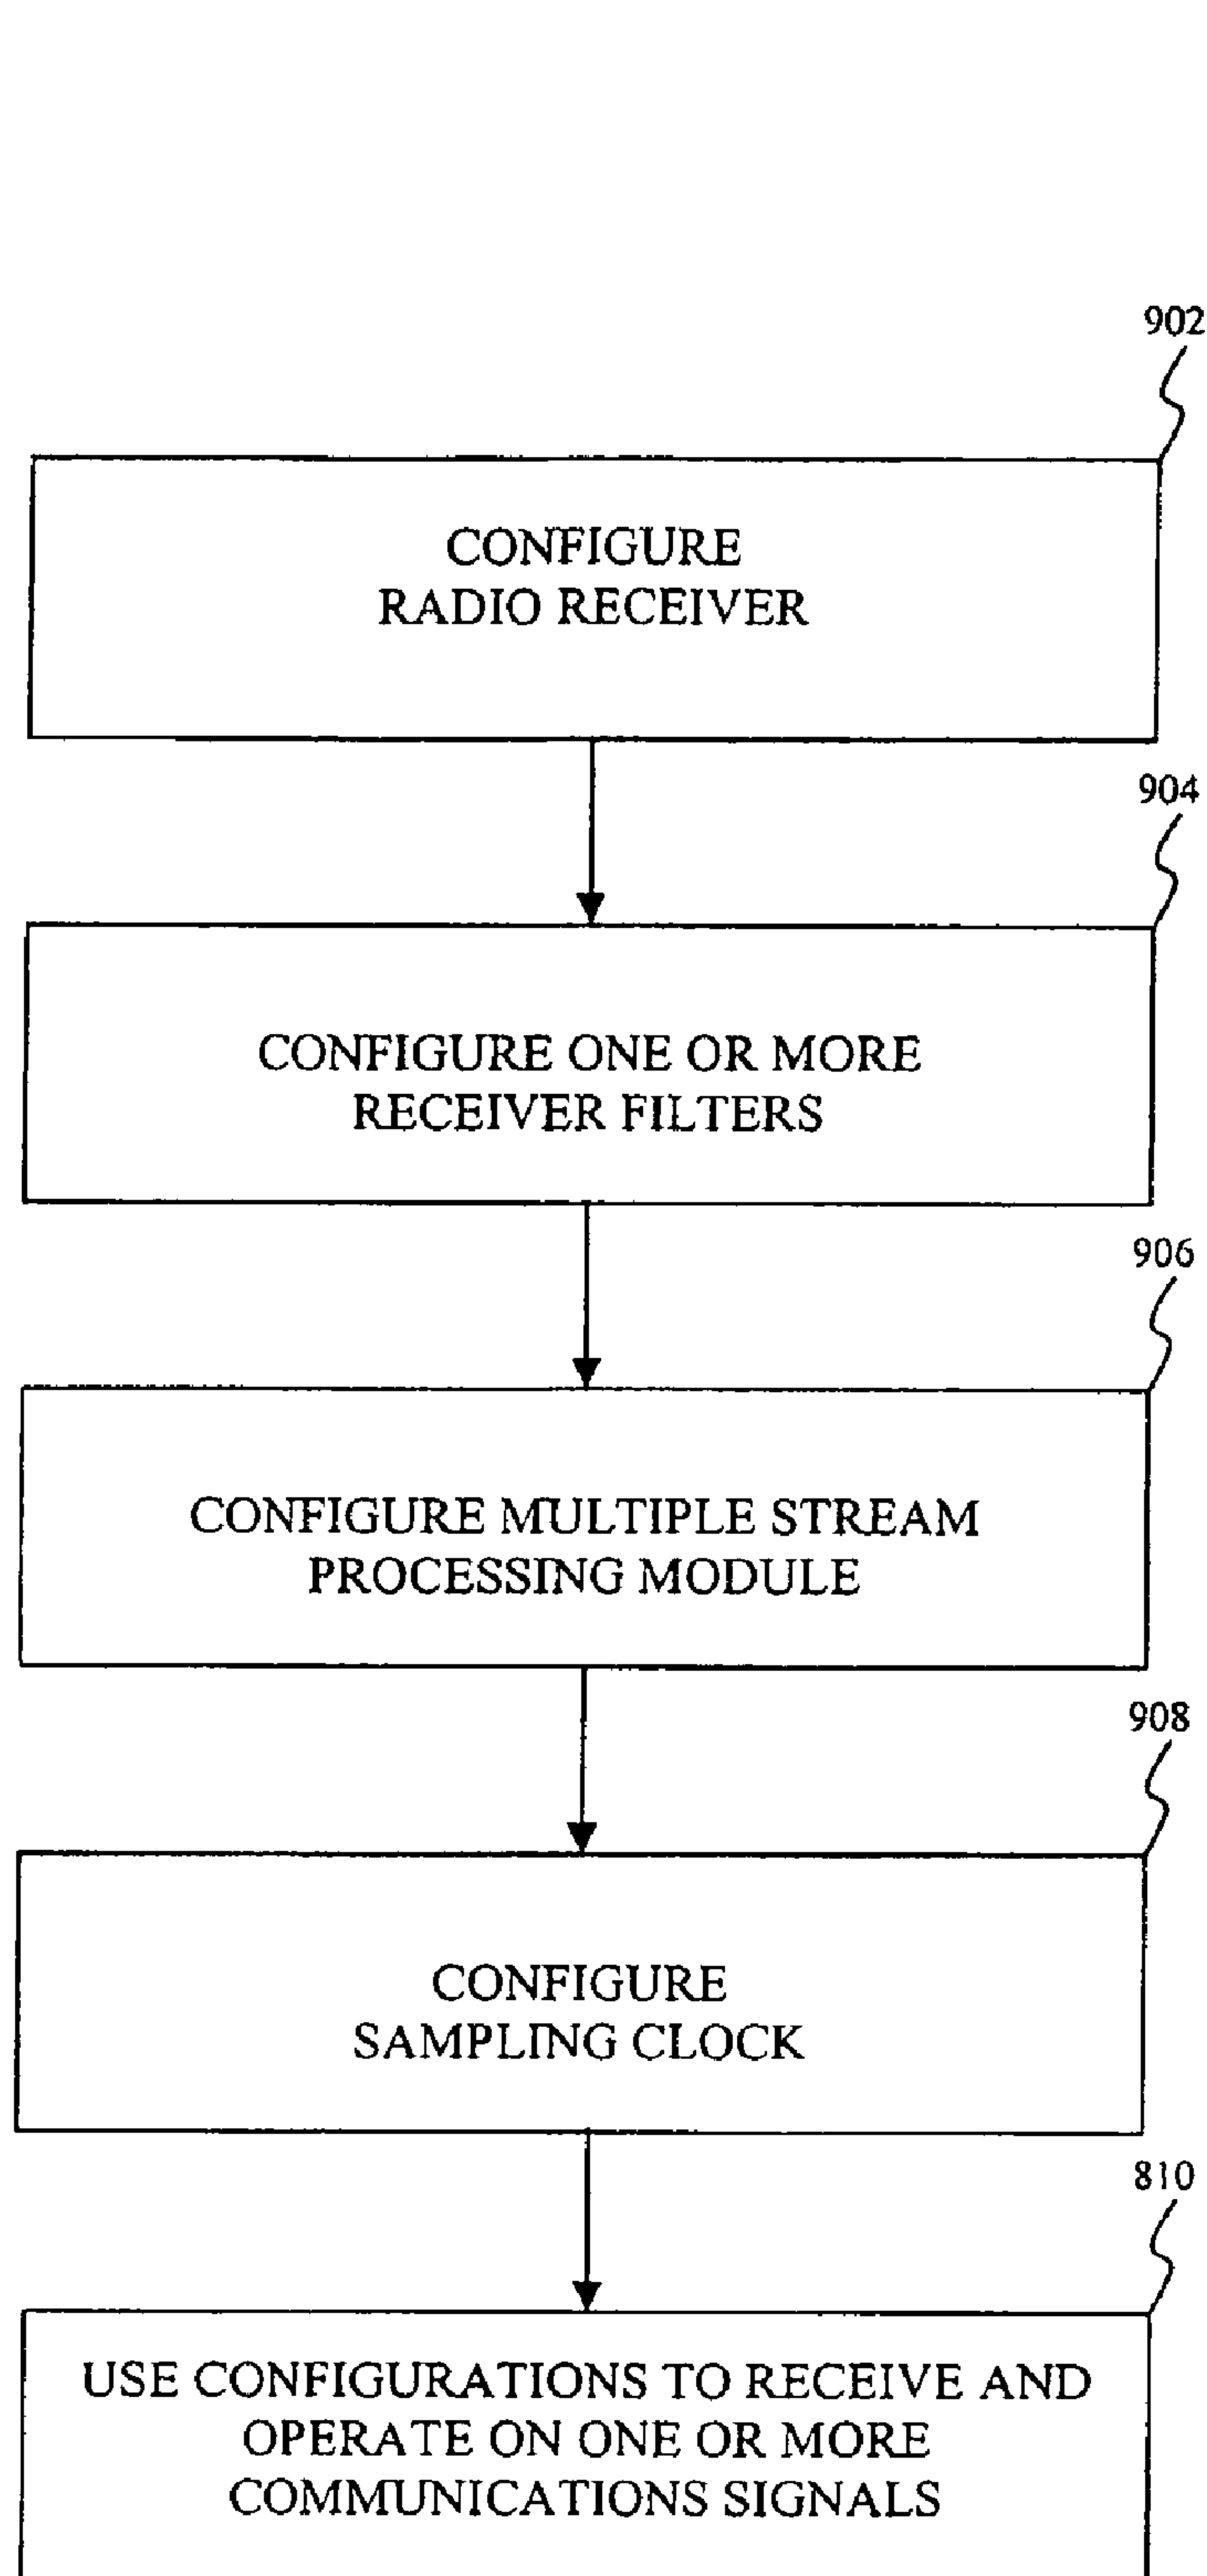 902
CONFIGURE
RADIO RECEIVER
904
CONFIGURE ONE OR MORE
RECEIVER FILTERS
906
CONFIGURE MULTIPLE STREAM
PROCESSING MODULE
908
CONFIGURE
SAMPLING CLOCK
810
USE CONFIGURATIONS TO RECEIVE AND
OPERATE ON ONE OR MORE
COMMUNICATIONS SIGNALS